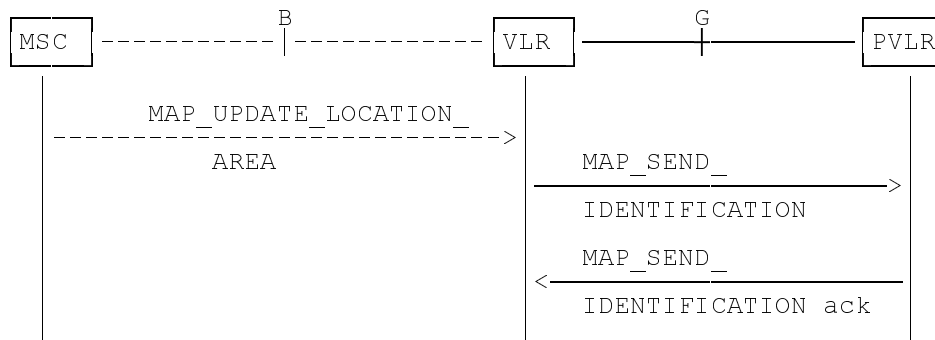 B
G
MSC
VLR
PVLR
MAP_UPDATE_LOCATION_
AREA
MAP_SEND_
IDENTIFICATION
MAP_SEND_
IDENTIFICATION ack